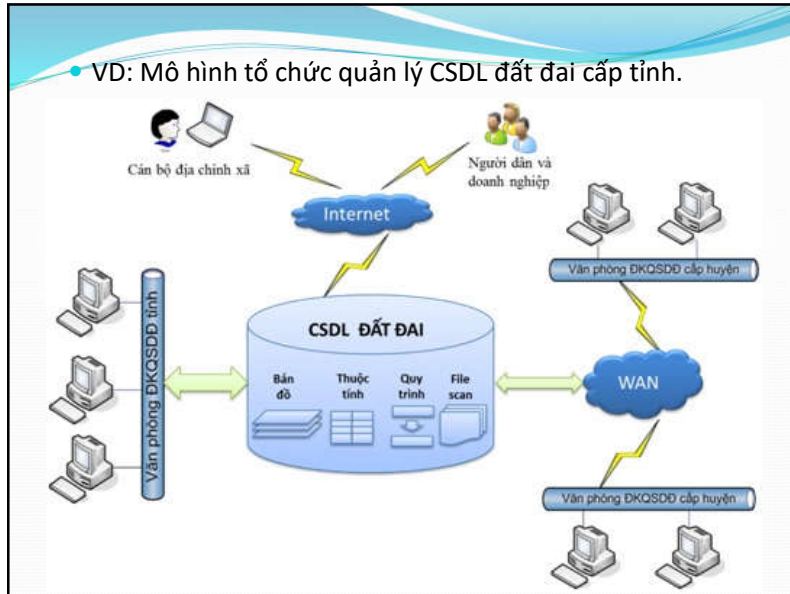 VD: Mô hình tổ chức quản lý CSDL đất đai cấp tỉnh.
Cán bộ địa chính xã
Người dân và
doanh nghiệp
Internet
Văn phòng ĐKQSDĐ cấp huyện
Văn phòng ĐKQSDĐ tỉnh
CSDL ĐẤT ĐAI
Bản
đồ
Thuộc
tính
Quy
trình
File
scan
WAN
Văn phòng ĐKQSDĐ cấp huyện